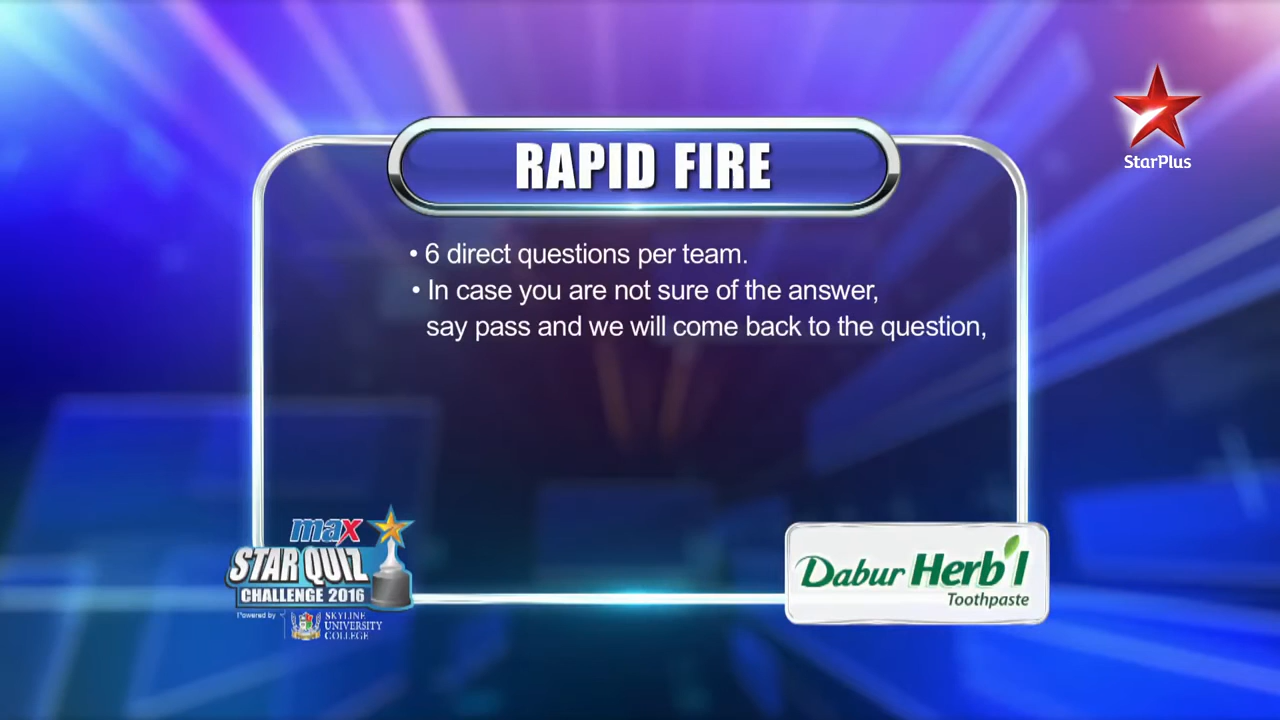 RAPID FIRE
StarPlus
• 6 direct questions per team.
• In case you are not sure of the answer,
say pass and we will come back to the question,
max
STAR QUIZ
CHALLENGE 2016
Powered by
SKYLINE
UNIVERSITY
COLLEGE
Dabur Herb'l
Toothpaste